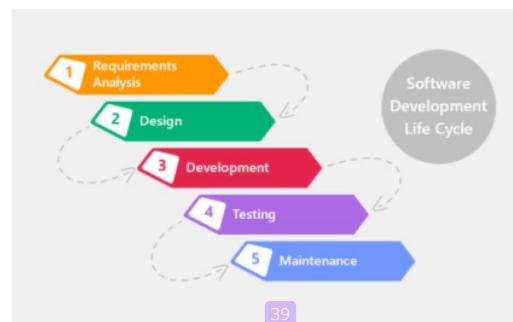 1
Requirements
Analysis
2
Design
3
Development
4
Testing
5
Maintenance
Software
Development
Life Cycle
39